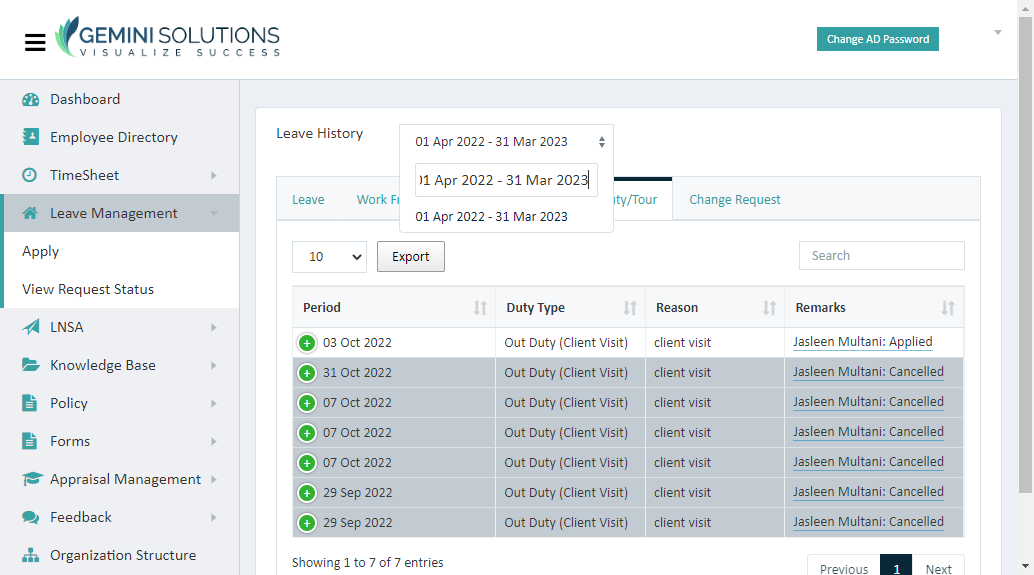 GEMINI SOLUTIONS
VISUALIZE SUCCESS
Change AD Password
Dashboard
Employee Directory
TimeSheet
Leave Management
Apply
View Request Status
LNSA
Knowledge Base
Policy
Forms
Appraisal Management
Feedback
Organization Structure
Leave History
01 Apr 2022 - 31 Mar 2023
01 Apr 2022 - 31 Mar 2023
01 Apr 2022 - 31 Mar 2023
Leave Work Fr uty/Tour Change Request
10 Export Search
Period Duty Type Reason Remarks
03 Oct 2022 Out Duty (Client Visit) client visit Jasleen Multani: Applied
31 Oct 2022 Out Duty (Client Visit) client visit Jasleen Multani: Cancelled
07 Oct 2022 Out Duty (Client Visit) client visit Jasleen Multani: Cancelled
07 Oct 2022 Out Duty (Client Visit) client visit Jasleen Multani: Cancelled
07 Oct 2022 Out Duty (Client Visit) client visit Jasleen Multani: Cancelled
29 Sep 2022 Out Duty (Client Visit) client visit Jasleen Multani: Cancelled
29 Sep 2022 Out Duty (Client Visit) client visit Jasleen Multani: Cancelled
Showing 1 to 7 of 7 entries
Previous 1 Next